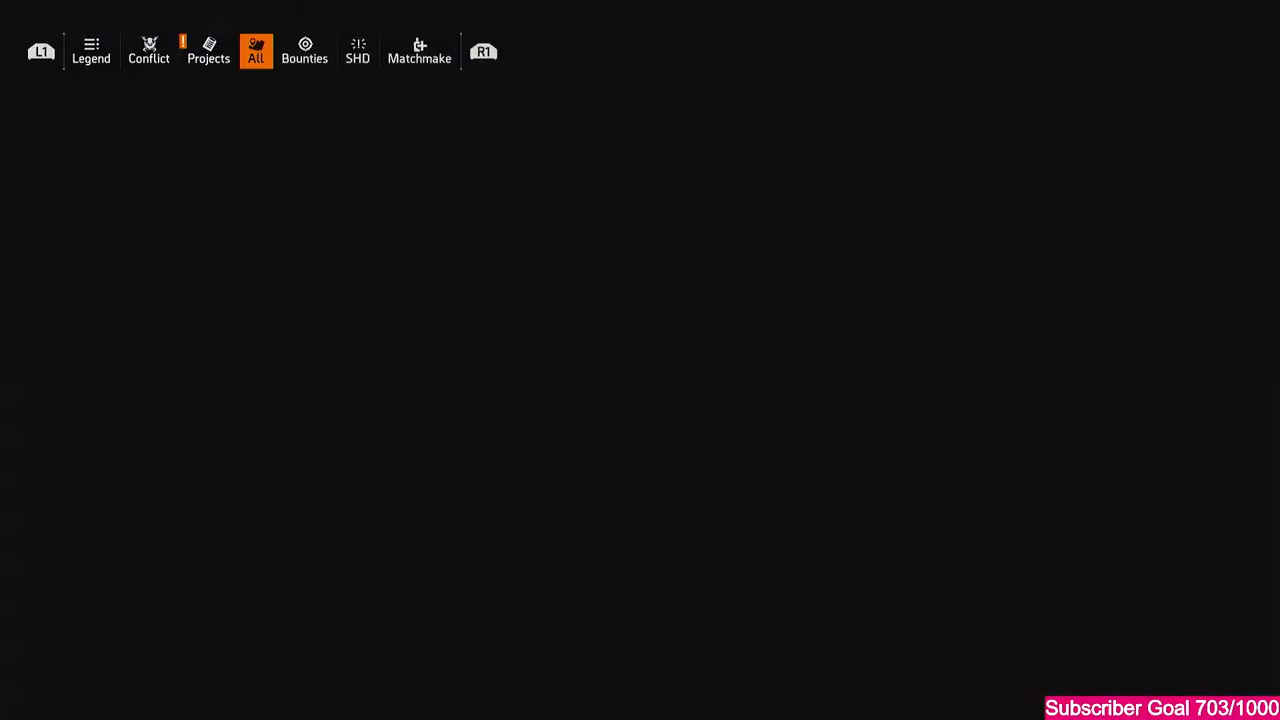 L1 Legend Conflict Projects All Bounties SHD Matchmake R1
Subscriber Goal 703/1000